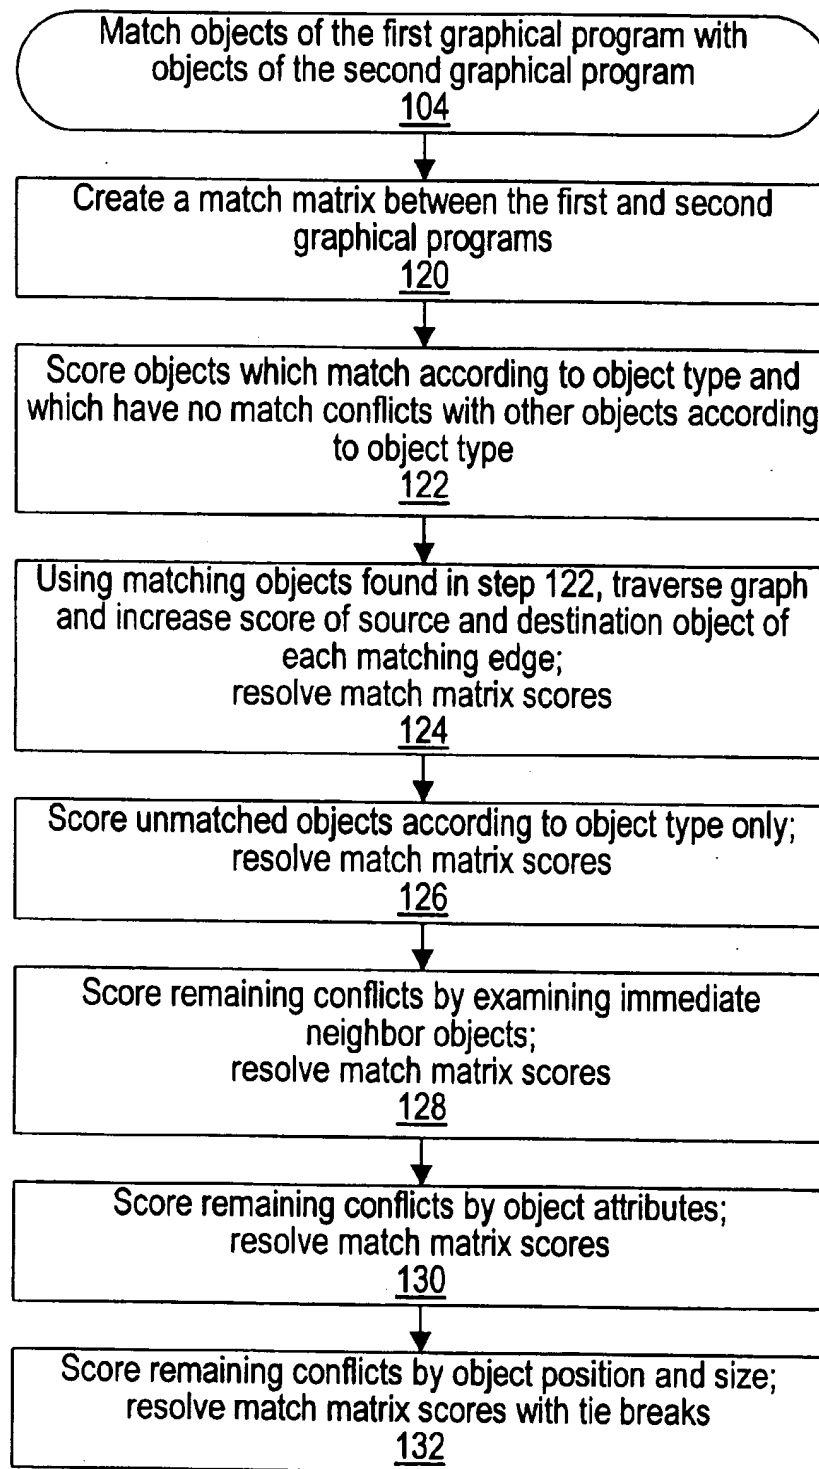 Match objects of the first graphical program with
objects of the second graphical program
104
Create a match matrix between the first and second
graphical programs
120
Score objects which match according to object type and
which have no match conflicts with other objects according
to object type
122
Using matching objects found in step 122, traverse graph
and increase score of source and destination object of
each matching edge;
resolve match matrix scores
124
Score unmatched objects according to object type only;
resolve match matrix scores
126
Score remaining conflicts by examining immediate
neighbor objects;
resolve match matrix scores
128
Score remaining conflicts by object attributes;
resolve match matrix scores
130
Score remaining conflicts by object position and size;
resolve match matrix scores with tie breaks
132